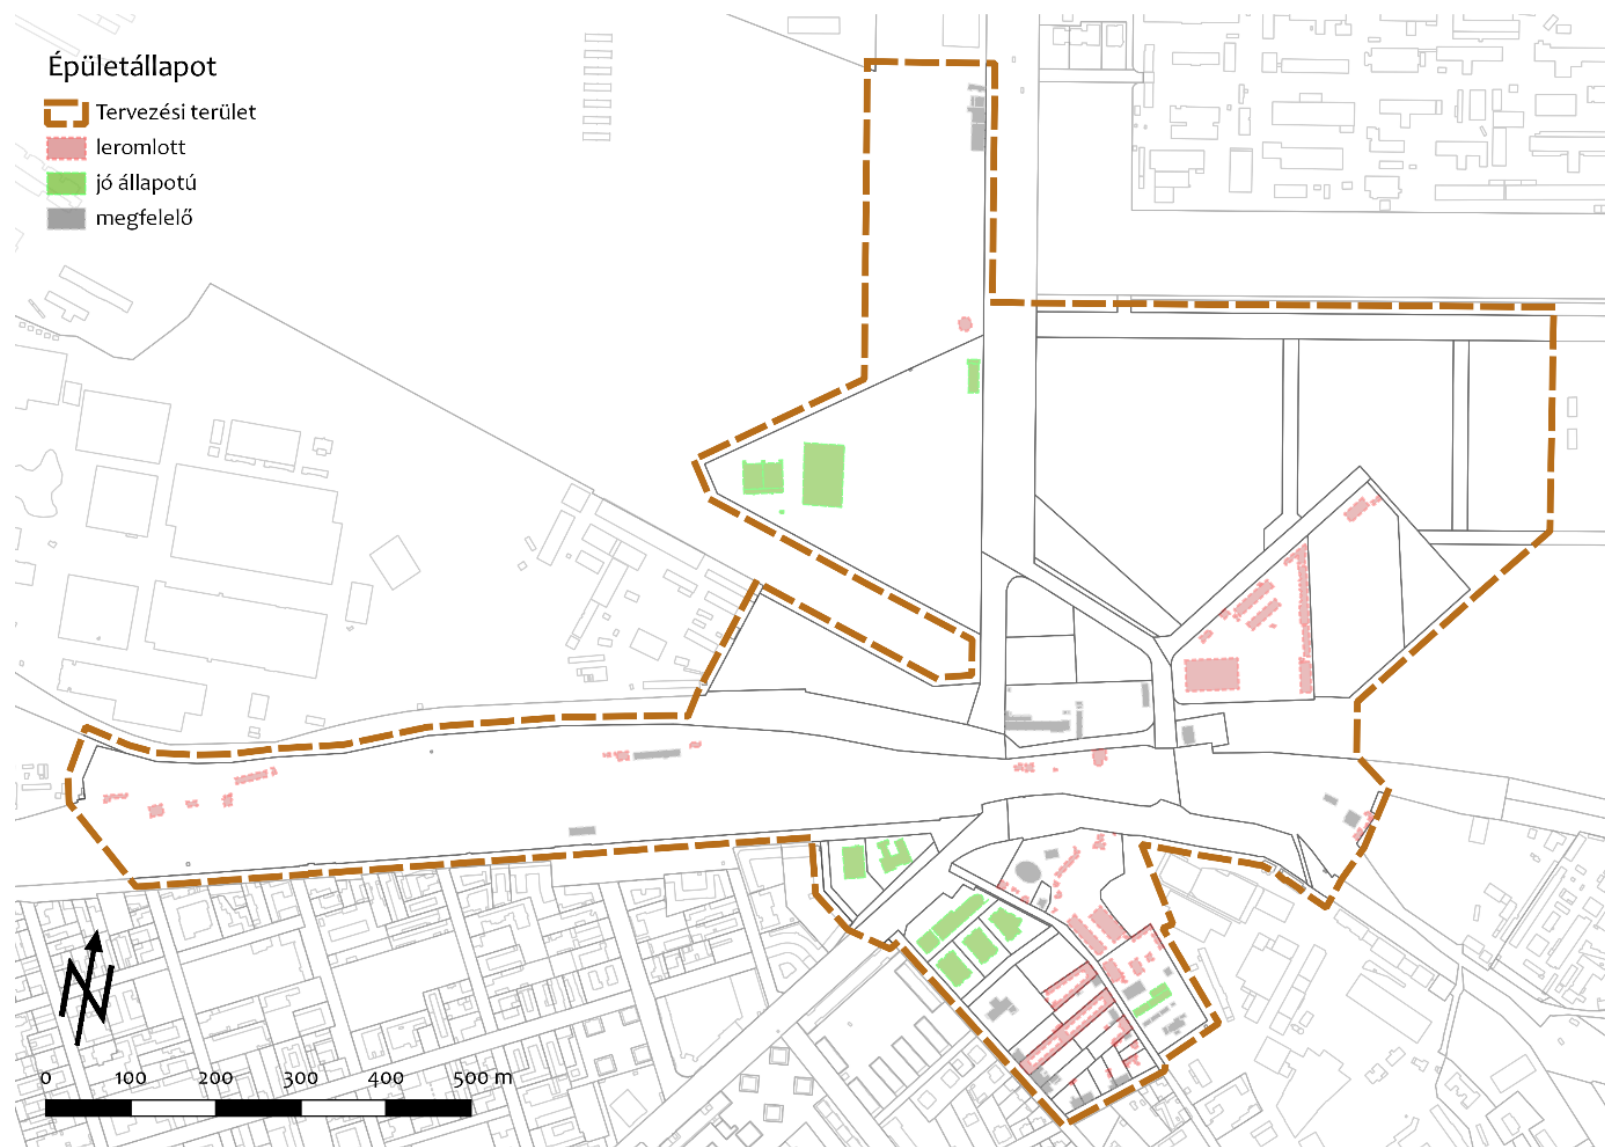 Épületállapot
Tervezési terület
leromlott
jó állapotú
megfelelő
0 100 200 300 400 500 m